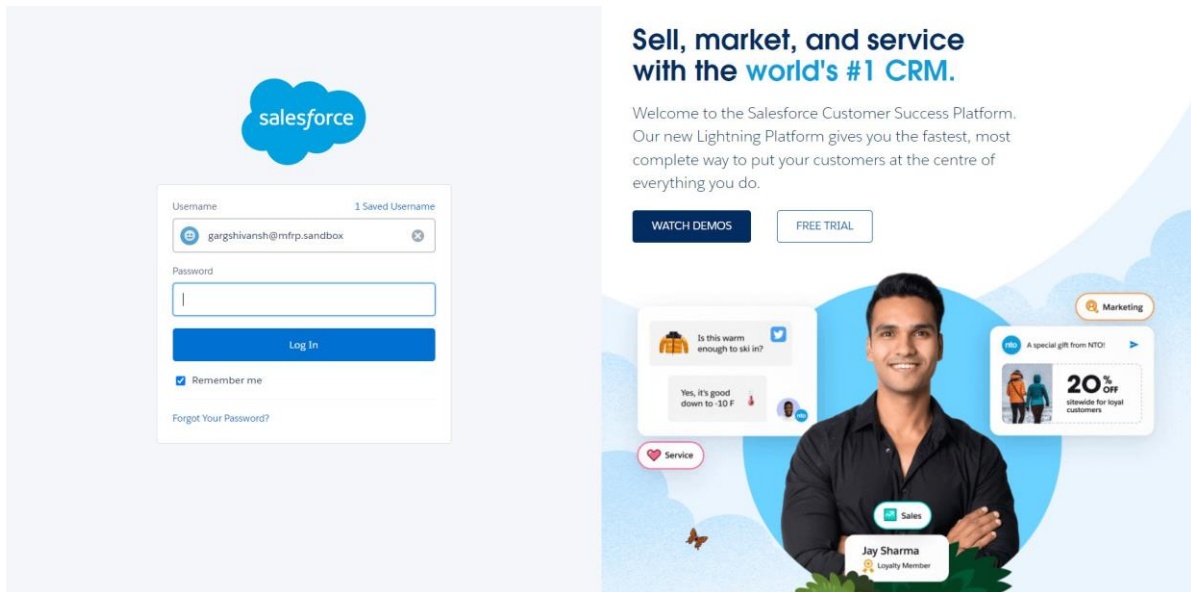 salesforce
Username
1 Saved Username
gargshivansh@mfrp.sandbox
Password
Log In
Remember me
Forgot Your Password?
Sell, market, and service
with the world's #1 CRM.
Welcome to the Salesforce Customer Success Platform.
Our new Lightning Platform gives you the fastest, most
complete way to put your customers at the centre of
everything you do.
WATCH DEMOS
FREE TRIAL
Is this warm
enough to ski in?
Yes, it's good
down to -10 F
nto
Service
Marketing
nto
A special gift from NTO!
20% OFF
sitewide for loyal
customers
Sales
Jay Sharma
Loyalty Member